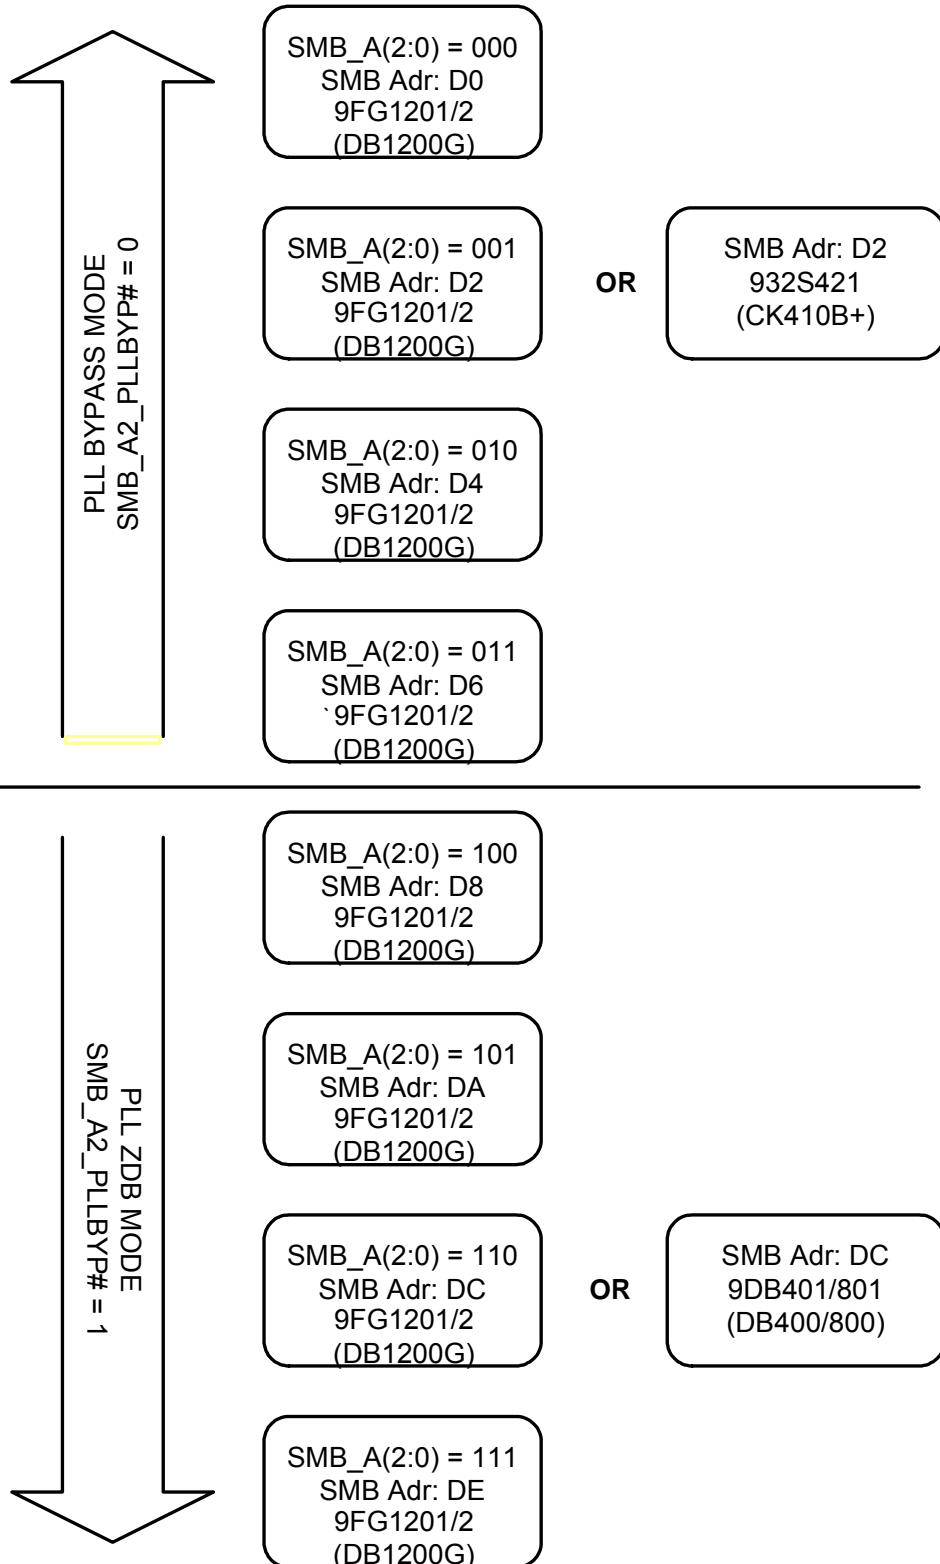 SMB_A(2:0) = 000
SMB Adr: D0
9FG1201/2
(DB1200G)
PLL BYPASS MODE
SMB_A2_PLLBYP# = 0
SMB_A(2:0) = 001
SMB Adr: D2
9FG1201/2
(DB1200G)
OR
SMB Adr: D2
932S421
(CK410B+)
SMB_A(2:0) = 010
SMB Adr: D4
9FG1201/2
(DB1200G)
SMB_A(2:0) = 011
SMB Adr: D6
`9FG1201/2
(DB1200G)
SMB_A(2:0) = 100
SMB Adr: D8
9FG1201/2
(DB1200G)
PLL ZDB MODE
SMB_A2_PLLBYP# = 1
SMB_A(2:0) = 101
SMB Adr: DA
9FG1201/2
(DB1200G)
SMB_A(2:0) = 110
SMB Adr: DC
9FG1201/2
(DB1200G)
OR
SMB Adr: DC
9DB401/801
(DB400/800)
SMB_A(2:0) = 111
SMB Adr: DE
9FG1201/2
(DB1200G)